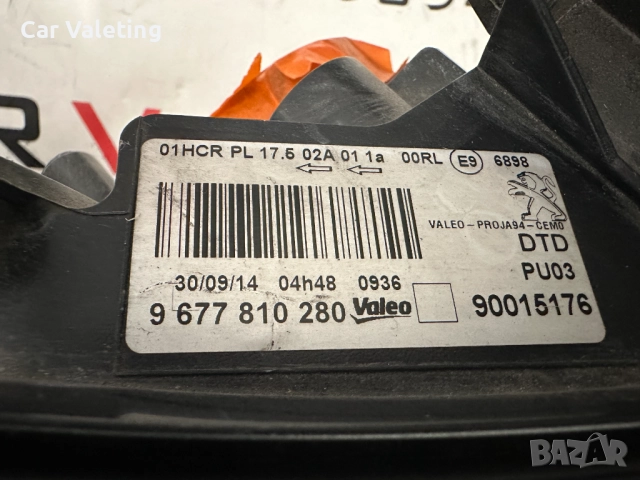 Car Valeting
01HCR PL 17.5 02A 01 1a 00RL E9 6898
VALEO-PROJA94-CEM0
DTD
PU03
30/09/14 04h48 0936
9 677 810 280 Valeo 90015176
BAZAR